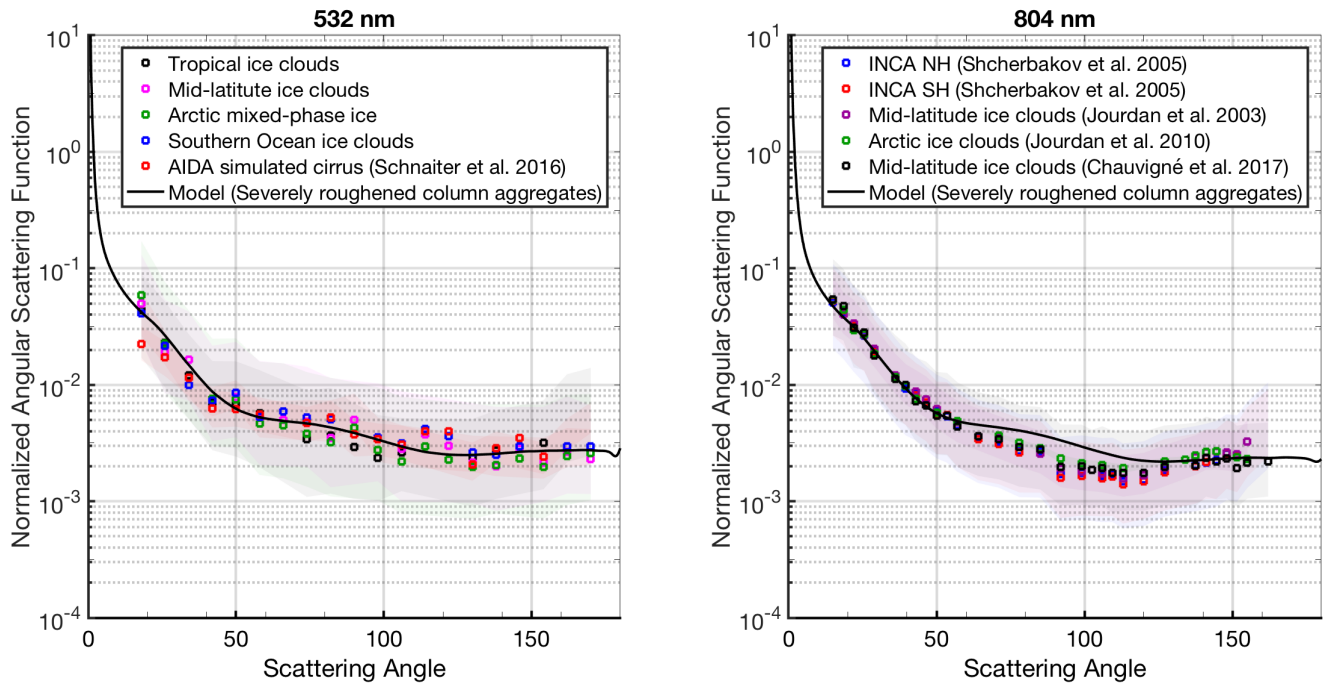 532 nm
10^1
10^0
10^-1
10^-2
10^-3
10^-4
Normalized Angular Scattering Function
Tropical ice clouds
Mid-latitute ice clouds
Arctic mixed-phase ice
Southern Ocean ice clouds
AIDA simulated cirrus (Schnaiter et al. 2016)
Model (Severely roughened column aggregates)
0 50 100 150
Scattering Angle
804 nm
10^1
10^0
10^-1
10^-2
10^-3
10^-4
Normalized Angular Scattering Function
INCA NH (Shcherbakov et al. 2005)
INCA SH (Shcherbakov et al. 2005)
Mid-latitude ice clouds (Jourdan et al. 2003)
Arctic ice clouds (Jourdan et al. 2010)
Mid-latitude ice clouds (Chauvigné et al. 2017)
Model (Severely roughened column aggregates)
0 50 100 150
Scattering Angle